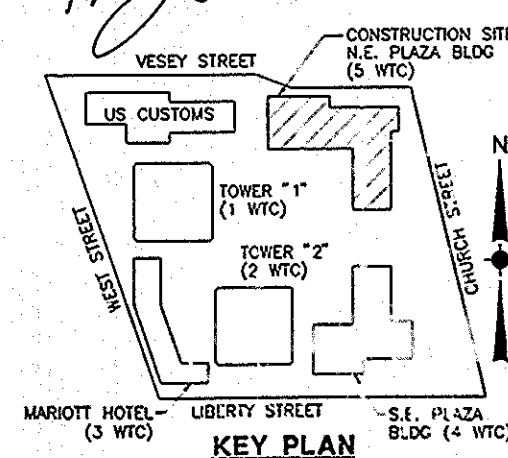 CONSTRUCTION SITE
N.E. PLAZA BLDG
(5 WTC)
VESEY STREET
US CUSTOMS
N
TOWER "1"
(1 WTC)
WEST STREET
CHURCH STREET
TOWER "2"
(2 WTC)
MARIOTT HOTEL
(3 WTC)
LIBERTY STREET
S.E. PLAZA
BLDG (4 WTC)
KEY PLAN